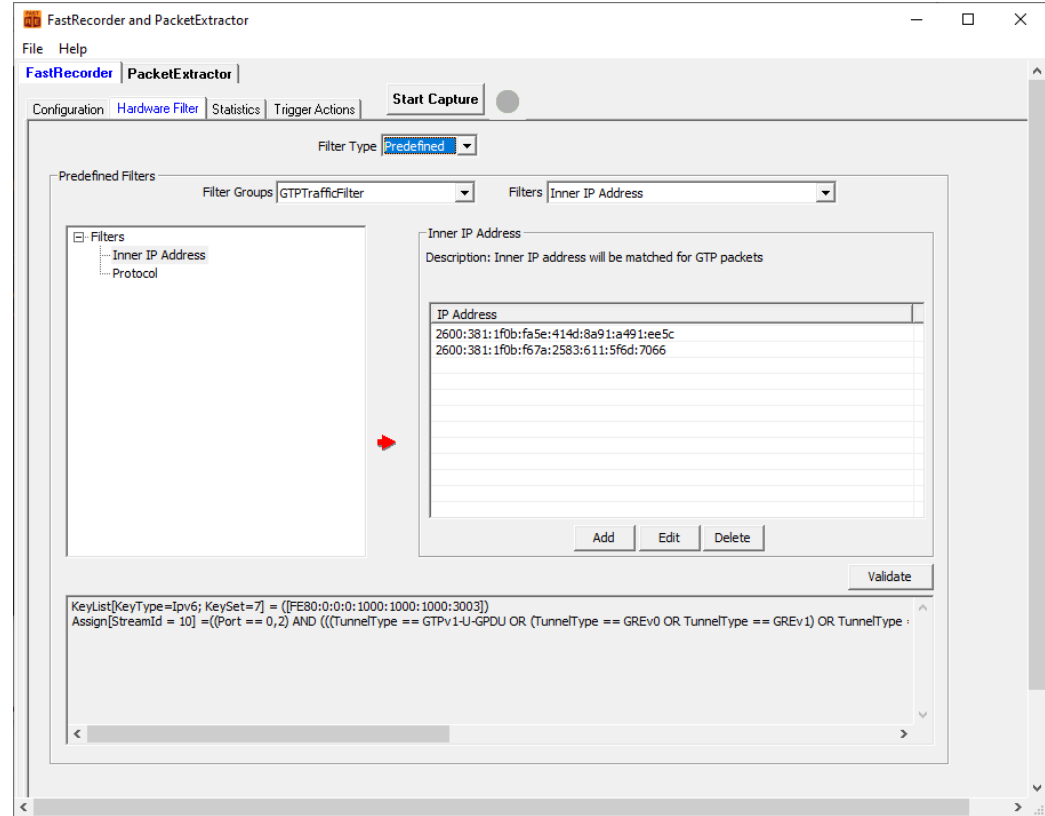 FastRecorder and PacketExtractor
File Help
FastRecorder PacketExtractor
Configuration Hardware Filter Statistics Trigger Actions Start Capture
Filter Type Predefined
Predefined Filters
Filter Groups GTPTrafficFilter Filters Inner IP Address
Filters
Inner IP Address
Protocol
Inner IP Address
Description: Inner IP address will be matched for GTP packets
IP Address
2600:381:1f0b:fa5e:414d:8a91:a491:ee5c
2600:381:1f0b:f67a:2583:611:5f6d:7066
Add Edit Delete
Validate
KeyList[KeyType=Ipv6; KeySet=7] = ([FE80:0:0:0:1000:1000:1000:3003])
Assign[StreamId = 10] =((Port == 0,2) AND (((TunnelType == GTPv1-U-GPDU OR (TunnelType == GREv0 OR TunnelType == GREv1) OR TunnelType